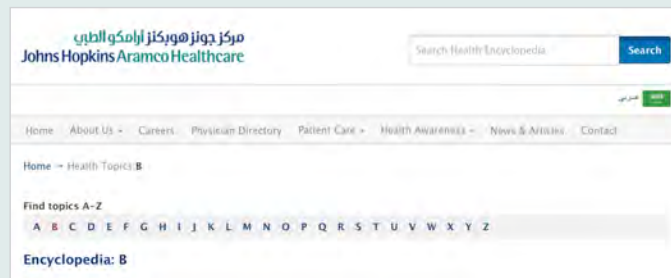 مركز جونز هوبكنز أرامكو الطبي
Johns Hopkins Aramco Healthcare
Search Health Encyclopedia
Search
عربي
Home About Us Careers Physician Directory Patient Care Health Awareness News & Articles Contact
Home → Health Topics B
Find topics A-Z
A B C D E F G H I J K L M N O P Q R S T U V W X Y Z
Encyclopedia: B